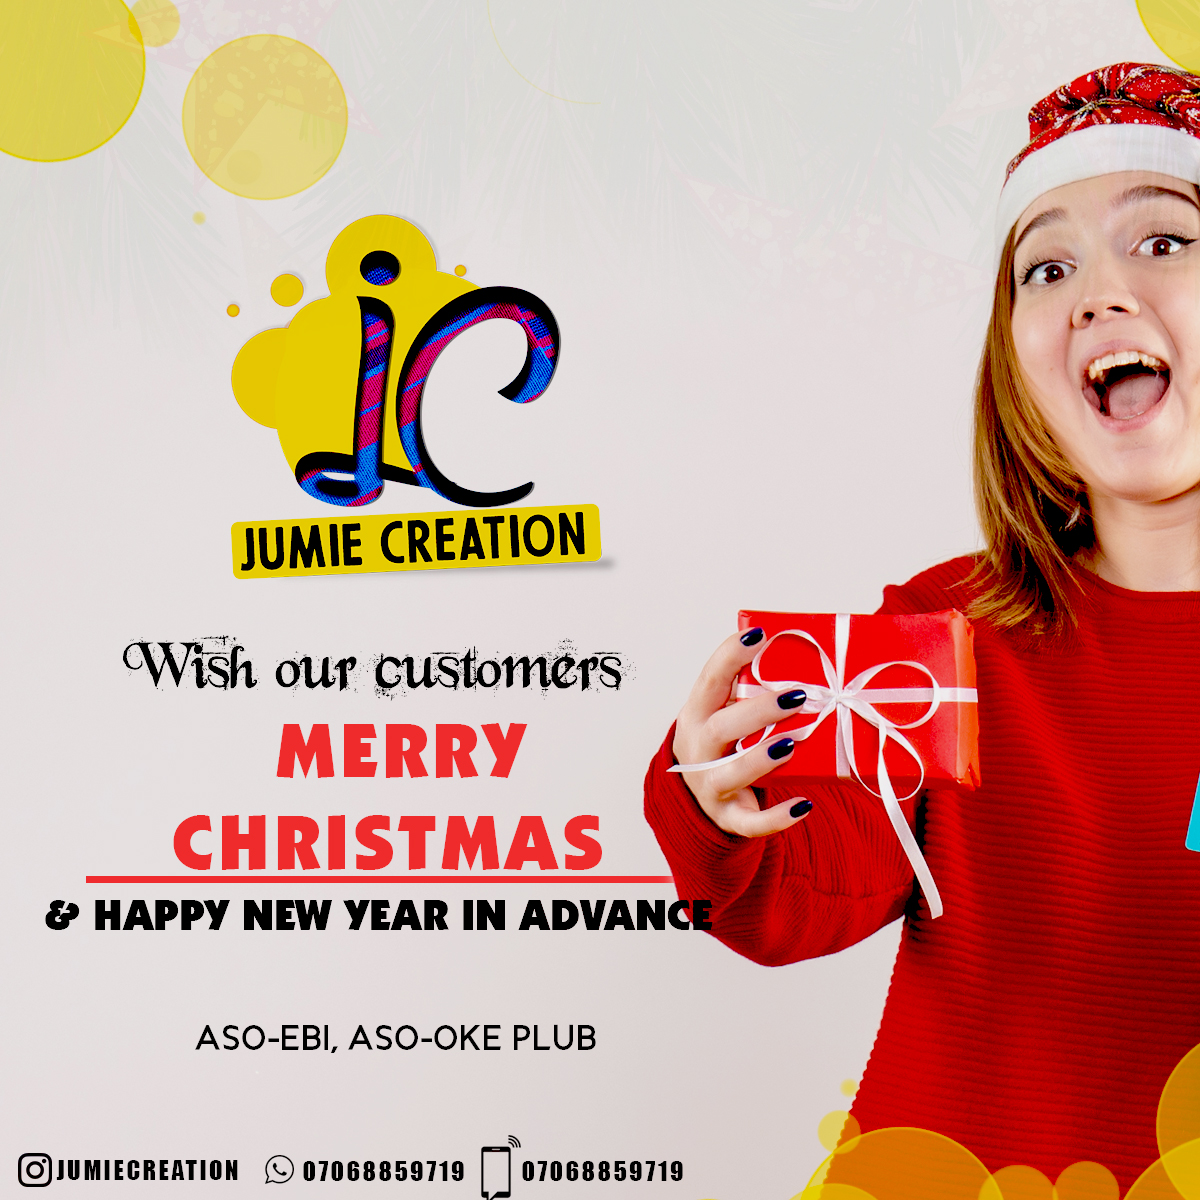 jc
JUMIE CREATION
Wish our customers
MERRY
CHRISTMAS
& HAPPY NEW YEAR IN ADVANCE
ASO-EBI, ASO-OKE PLUB
JUMIECREATION 07068859719 07068859719